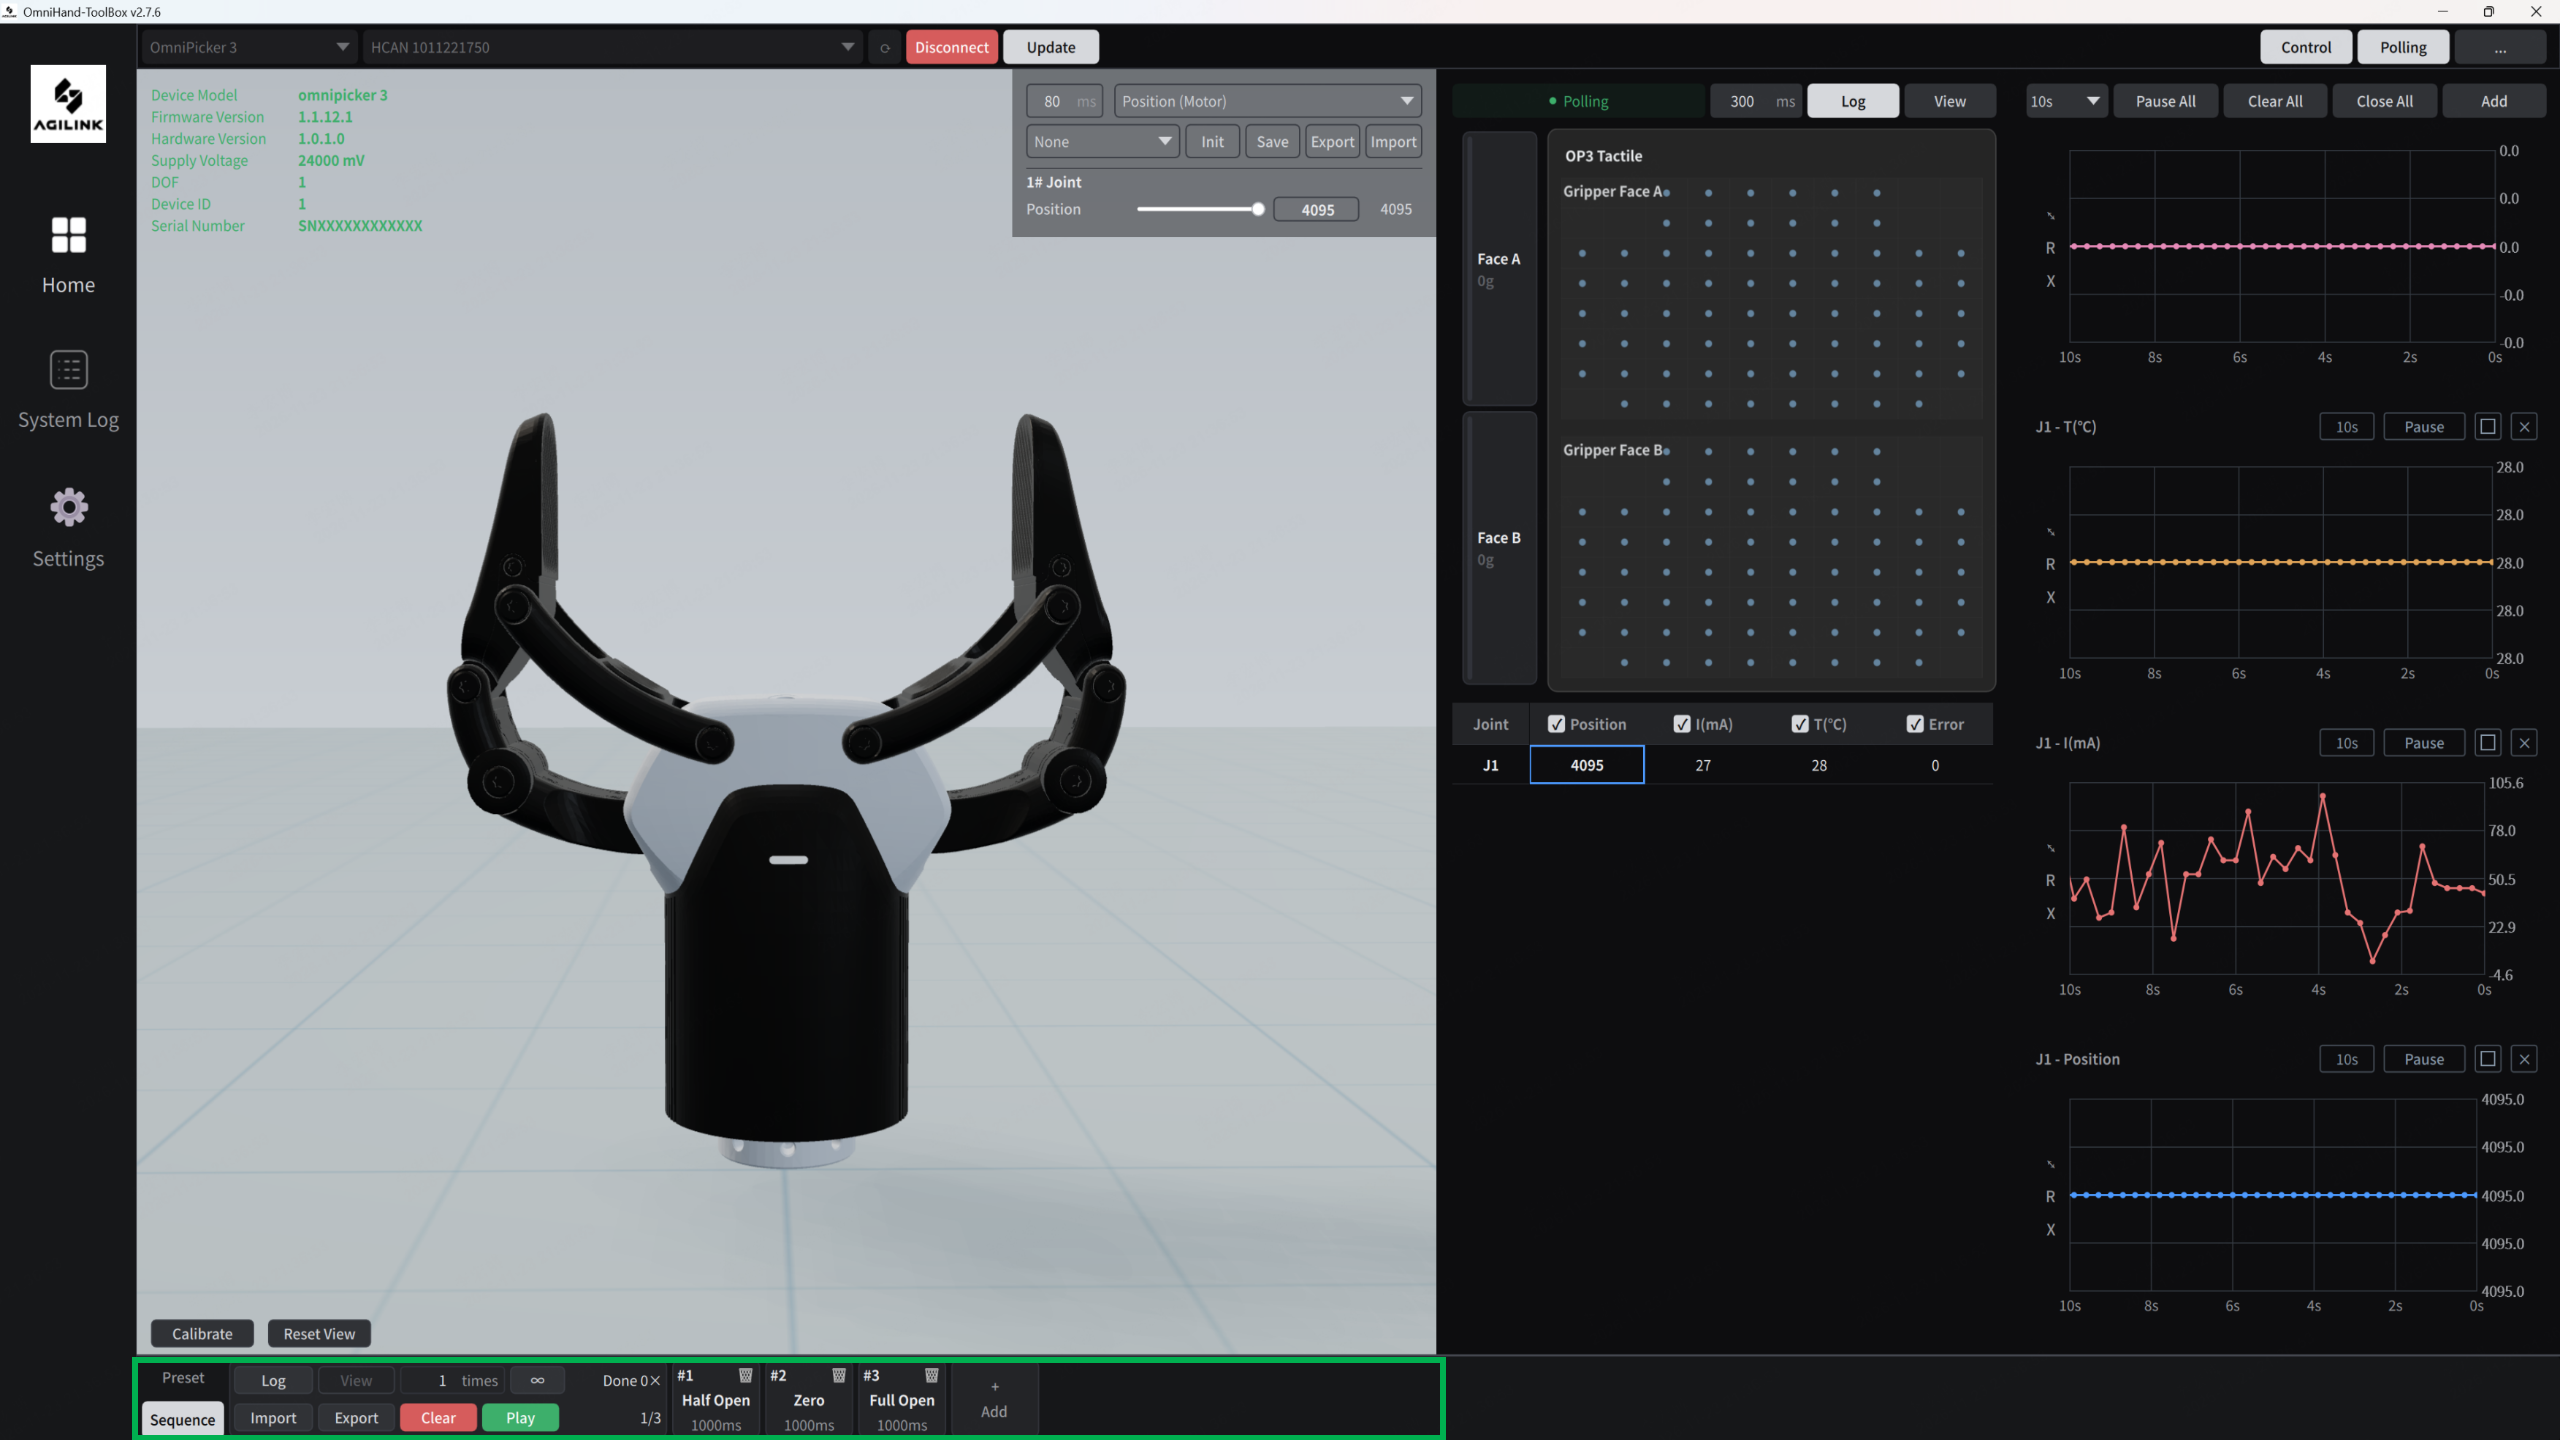 OmniHand-ToolBox v2.7.6
OmniPicker 3
HCAN 1011221750
Disconnect
Update
Control
Polling
...
AGILINK
Home
System Log
Settings
Device Model omnipicker 3
Firmware Version 1.1.12.1
Hardware Version 1.0.1.0
Supply Voltage 24000 mV
DOF 1
Device ID 1
Serial Number SNXXXXXXXXXXXX
80 ms
Position (Motor)
None
Init
Save
Export
Import
1# Joint
Position 4095 4095
Calibrate
Reset View
Polling
300 ms
Log
View
Face A
0g
Face B
0g
OP3 Tactile
Gripper Face A
Gripper Face B
Joint Position I(mA) T(℃) Error
J1 4095 27 28 0
10s
Pause All
Clear All
Close All
Add
0.0
0.0
R 0.0
X
-0.0
-0.0
10s 8s 6s 4s 2s 0s
J1 - T(℃) 10s Pause
28.0
28.0
R 28.0
X
28.0
28.0
10s 8s 6s 4s 2s 0s
J1 - I(mA) 10s Pause
105.6
78.0
R 50.5
X
22.9
-4.6
10s 8s 6s 4s 2s 0s
J1 - Position 10s Pause
4095.0
4095.0
R 4095.0
X
4095.0
4095.0
10s 8s 6s 4s 2s 0s
Preset
Sequence
Log
View
1 times
∞
Done 0×
Import
Export
Clear
Play
1/3
#1
Half Open
1000ms
#2
Zero
1000ms
#3
Full Open
1000ms
+
Add